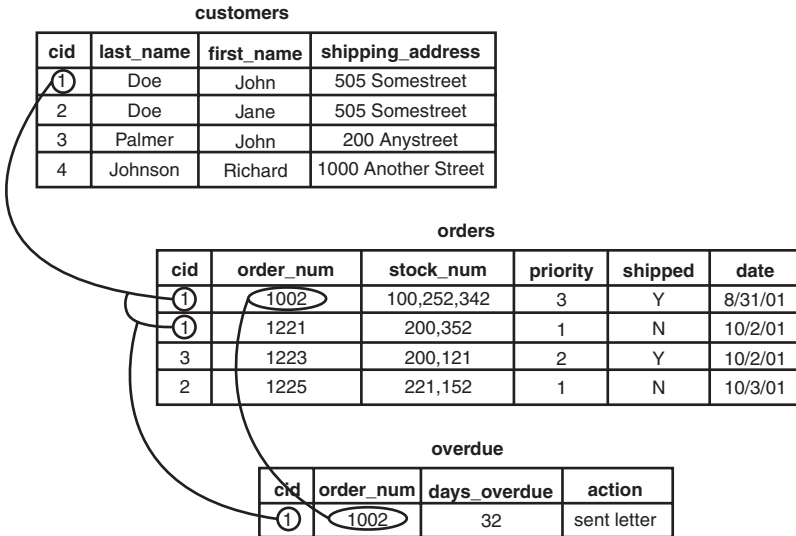 customers
cid last_name first_name shipping_address
1 Doe John 505 Somestreet
2 Doe Jane 505 Somestreet
3 Palmer John 200 Anystreet
4 Johnson Richard 1000 Another Street
orders
cid order_num stock_num priority shipped date
1 1002 100,252,342 3 Y 8/31/01
1 1221 200,352 1 N 10/2/01
3 1223 200,121 2 Y 10/2/01
2 1225 221,152 1 N 10/3/01
overdue
cid order_num days_overdue action
1 1002 32 sent letter